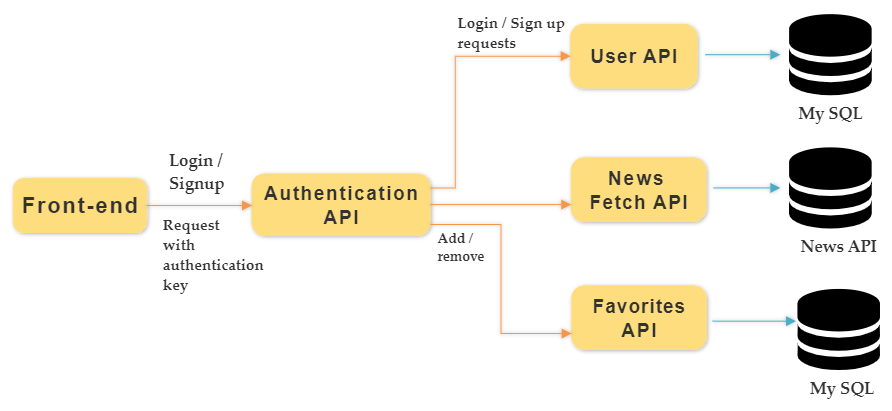 Login / Sign up
requests
User API
My SQL
Login /
Signup
Front-end
Authentication
API
News
Fetch API
News API
Request
with
authentication
key
Add /
remove
Favorites
API
My SQL